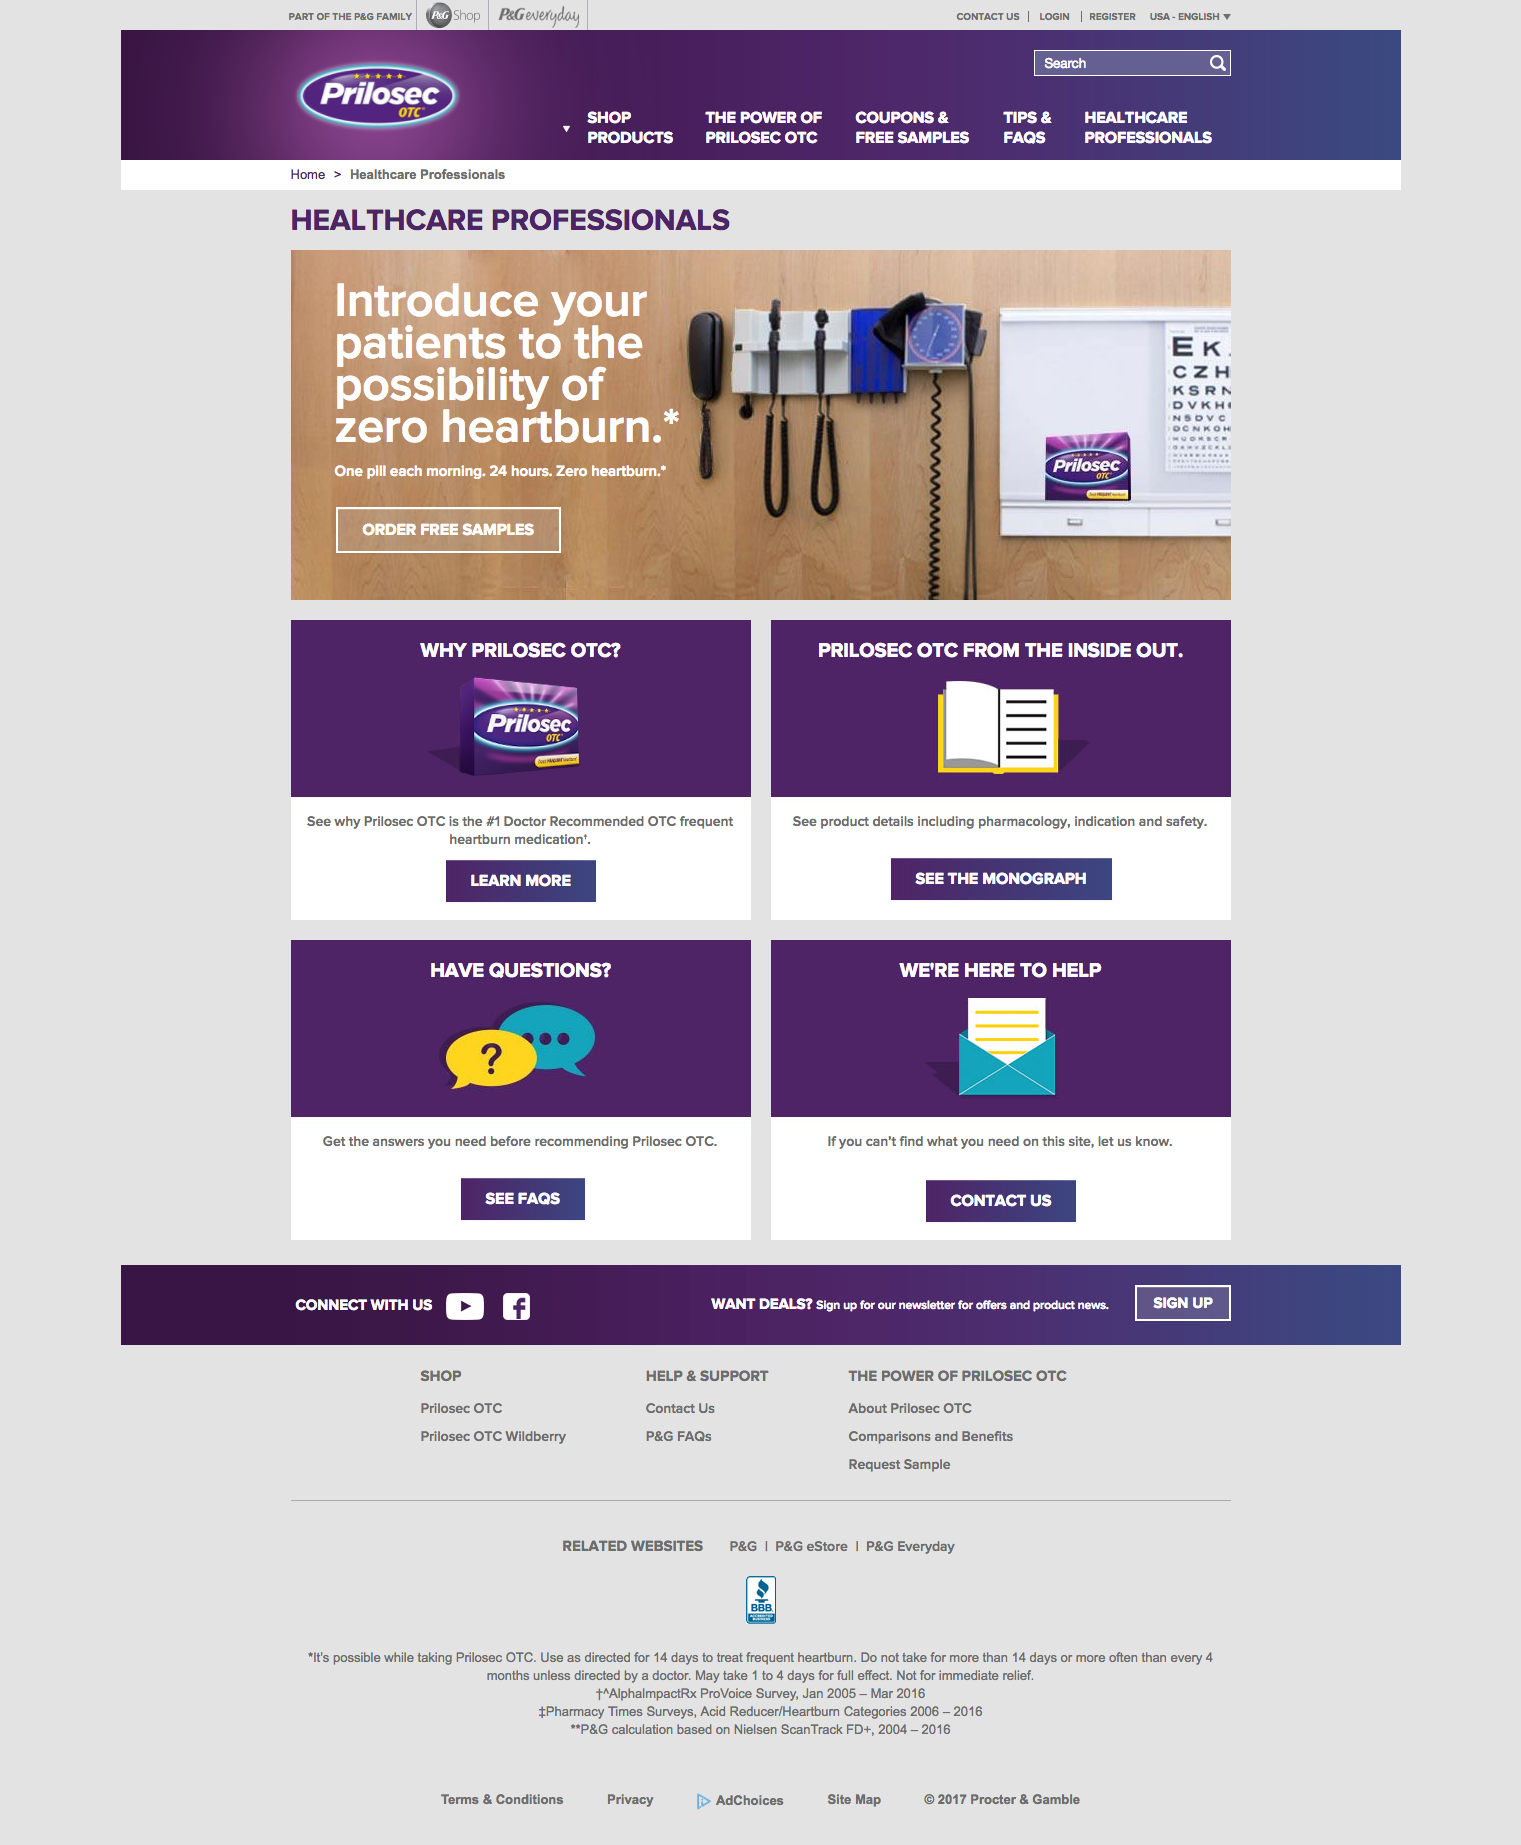 PART OF THE P&G FAMILY
P&G Shop
P&G everyday
CONTACT US | LOGIN | REGISTER USA - ENGLISH
Prilosec
OTC
Search
SHOP
PRODUCTS
THE POWER OF
PRILOSEC OTC
COUPONS &
FREE SAMPLES
TIPS &
FAQS
HEALTHCARE
PROFESSIONALS
Home > Healthcare Professionals
HEALTHCARE PROFESSIONALS
Introduce your
patients to the
possibility of
zero heartburn.*
One pill each morning. 24 hours. Zero heartburn.*
ORDER FREE SAMPLES
EK
CZH
KSRN
DVKH
NSDVC
DCNKOH
Prilosec
OTC
WHY PRILOSEC OTC?
Prilosec
OTC
See why Prilosec OTC is the #1 Doctor Recommended OTC frequent
heartburn medication†.
LEARN MORE
PRILOSEC OTC FROM THE INSIDE OUT.
See product details including pharmacology, indication and safety.
SEE THE MONOGRAPH
HAVE QUESTIONS?
?
Get the answers you need before recommending Prilosec OTC.
SEE FAQS
WE'RE HERE TO HELP
If you can't find what you need on this site, let us know.
CONTACT US
CONNECT WITH US
WANT DEALS? Sign up for our newsletter for offers and product news.
SIGN UP
SHOP
Prilosec OTC
Prilosec OTC Wildberry
HELP & SUPPORT
Contact Us
P&G FAQs
THE POWER OF PRILOSEC OTC
About Prilosec OTC
Comparisons and Benefits
Request Sample
RELATED WEBSITES P&G | P&G eStore | P&G Everyday
BBB
ACCREDITED
BUSINESS
*It's possible while taking Prilosec OTC. Use as directed for 14 days to treat frequent heartburn. Do not take for more than 14 days or more often than every 4
months unless directed by a doctor. May take 1 to 4 days for full effect. Not for immediate relief.
†^AlphaImpactRx ProVoice Survey, Jan 2005 – Mar 2016
‡Pharmacy Times Surveys, Acid Reducer/Heartburn Categories 2006 – 2016
**P&G calculation based on Nielsen ScanTrack FD+, 2004 – 2016
Terms & Conditions Privacy AdChoices Site Map © 2017 Procter & Gamble